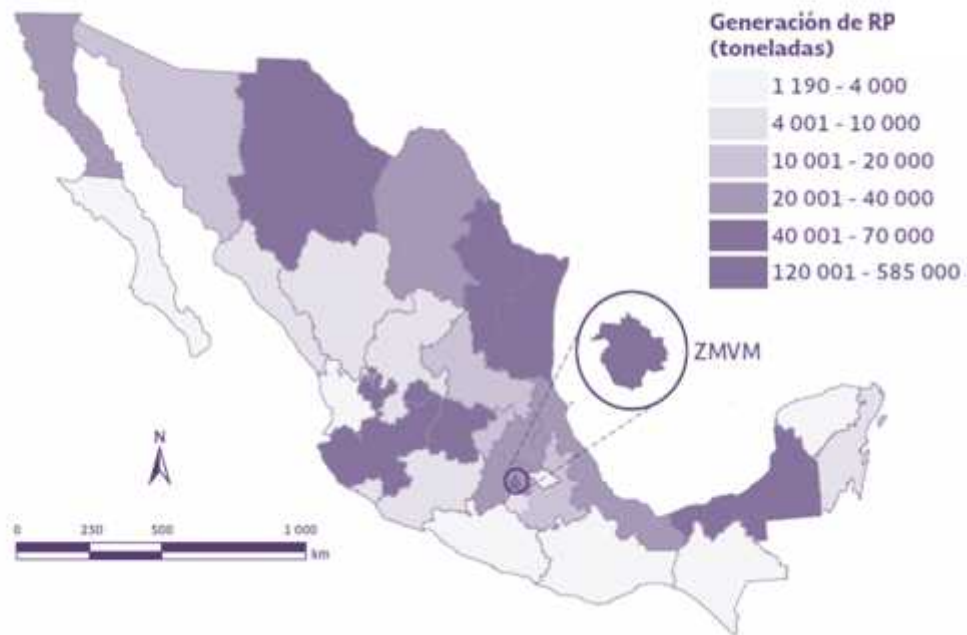 Generación de RP
(toneladas)
1 190 - 4 000
4 001 - 10 000
10 001 - 20 000
20 001 - 40 000
40 001 - 70 000
120 001 - 585 000
ZMVM
N
0 250 500 1 000
km